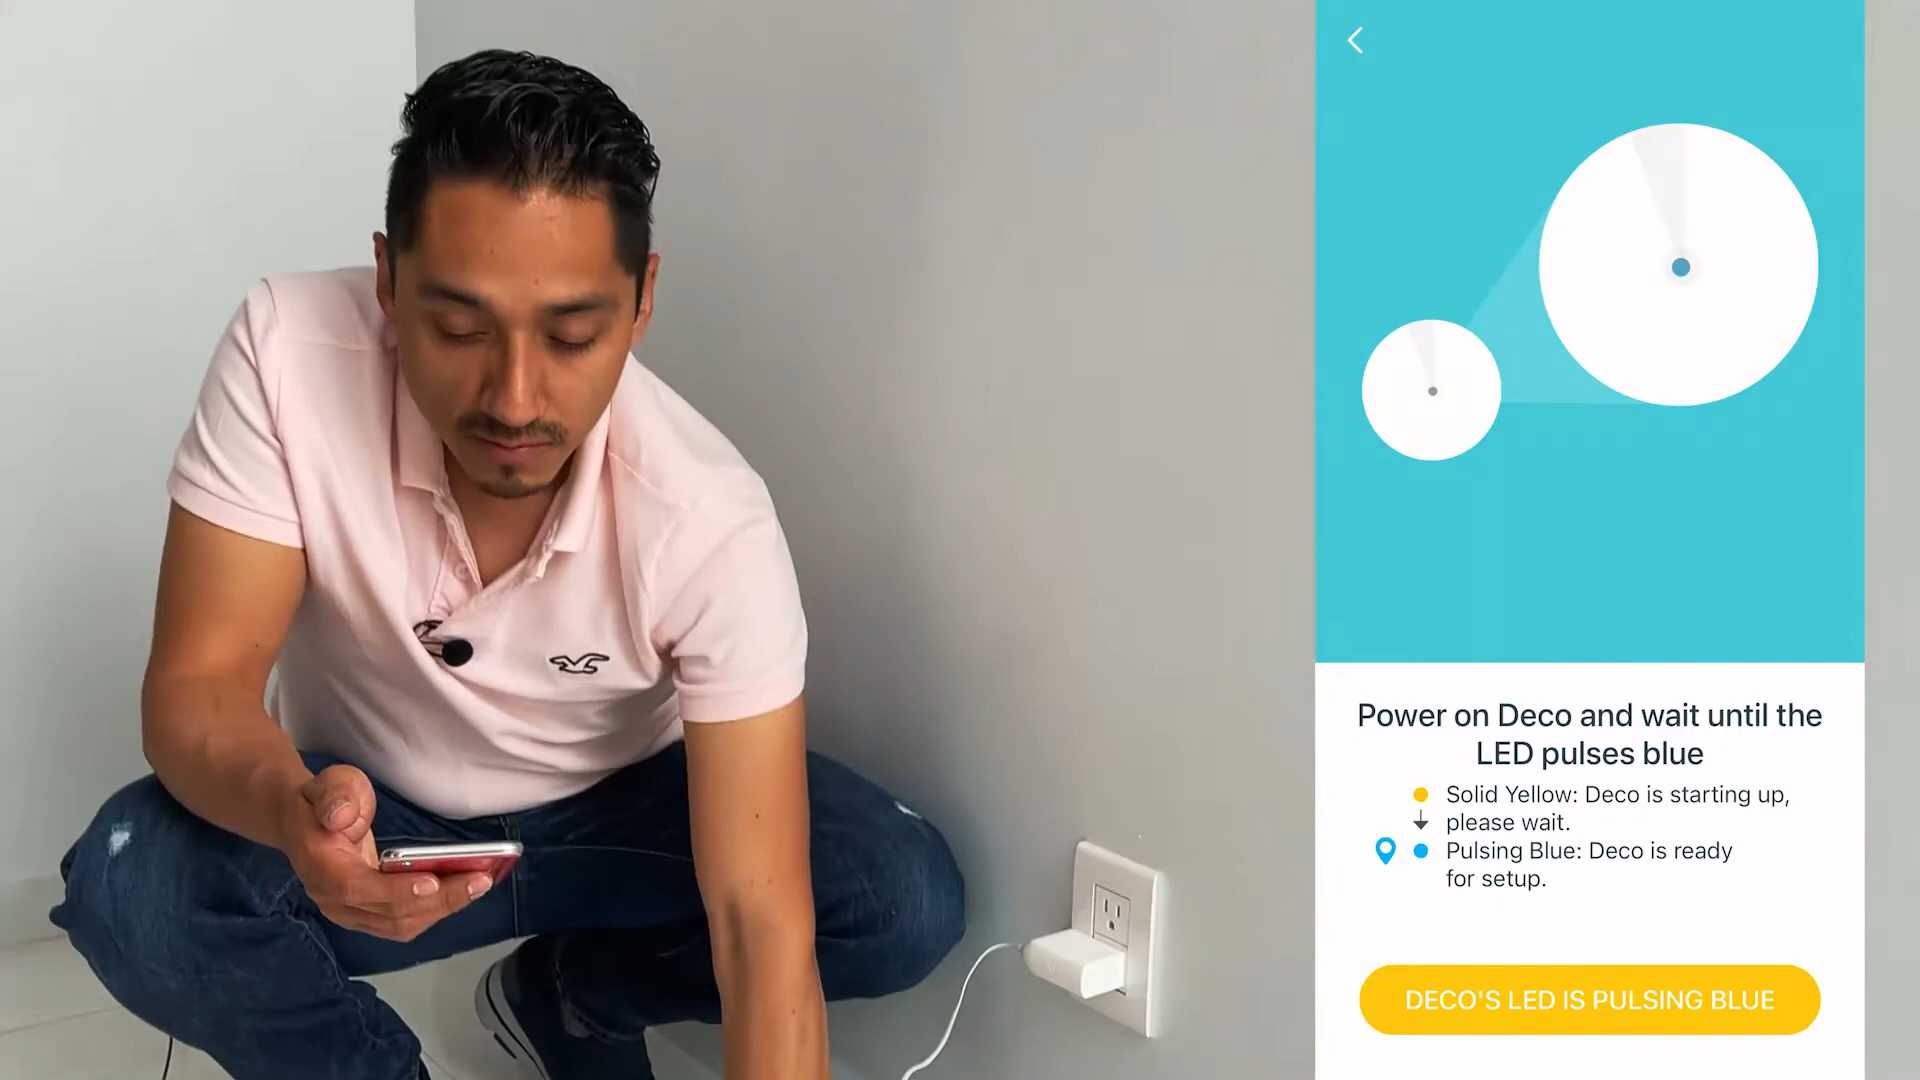 Power on Deco and wait until the
LED pulses blue
Solid Yellow: Deco is starting up,
please wait.
Pulsing Blue: Deco is ready
for setup.
DECO'S LED IS PULSING BLUE